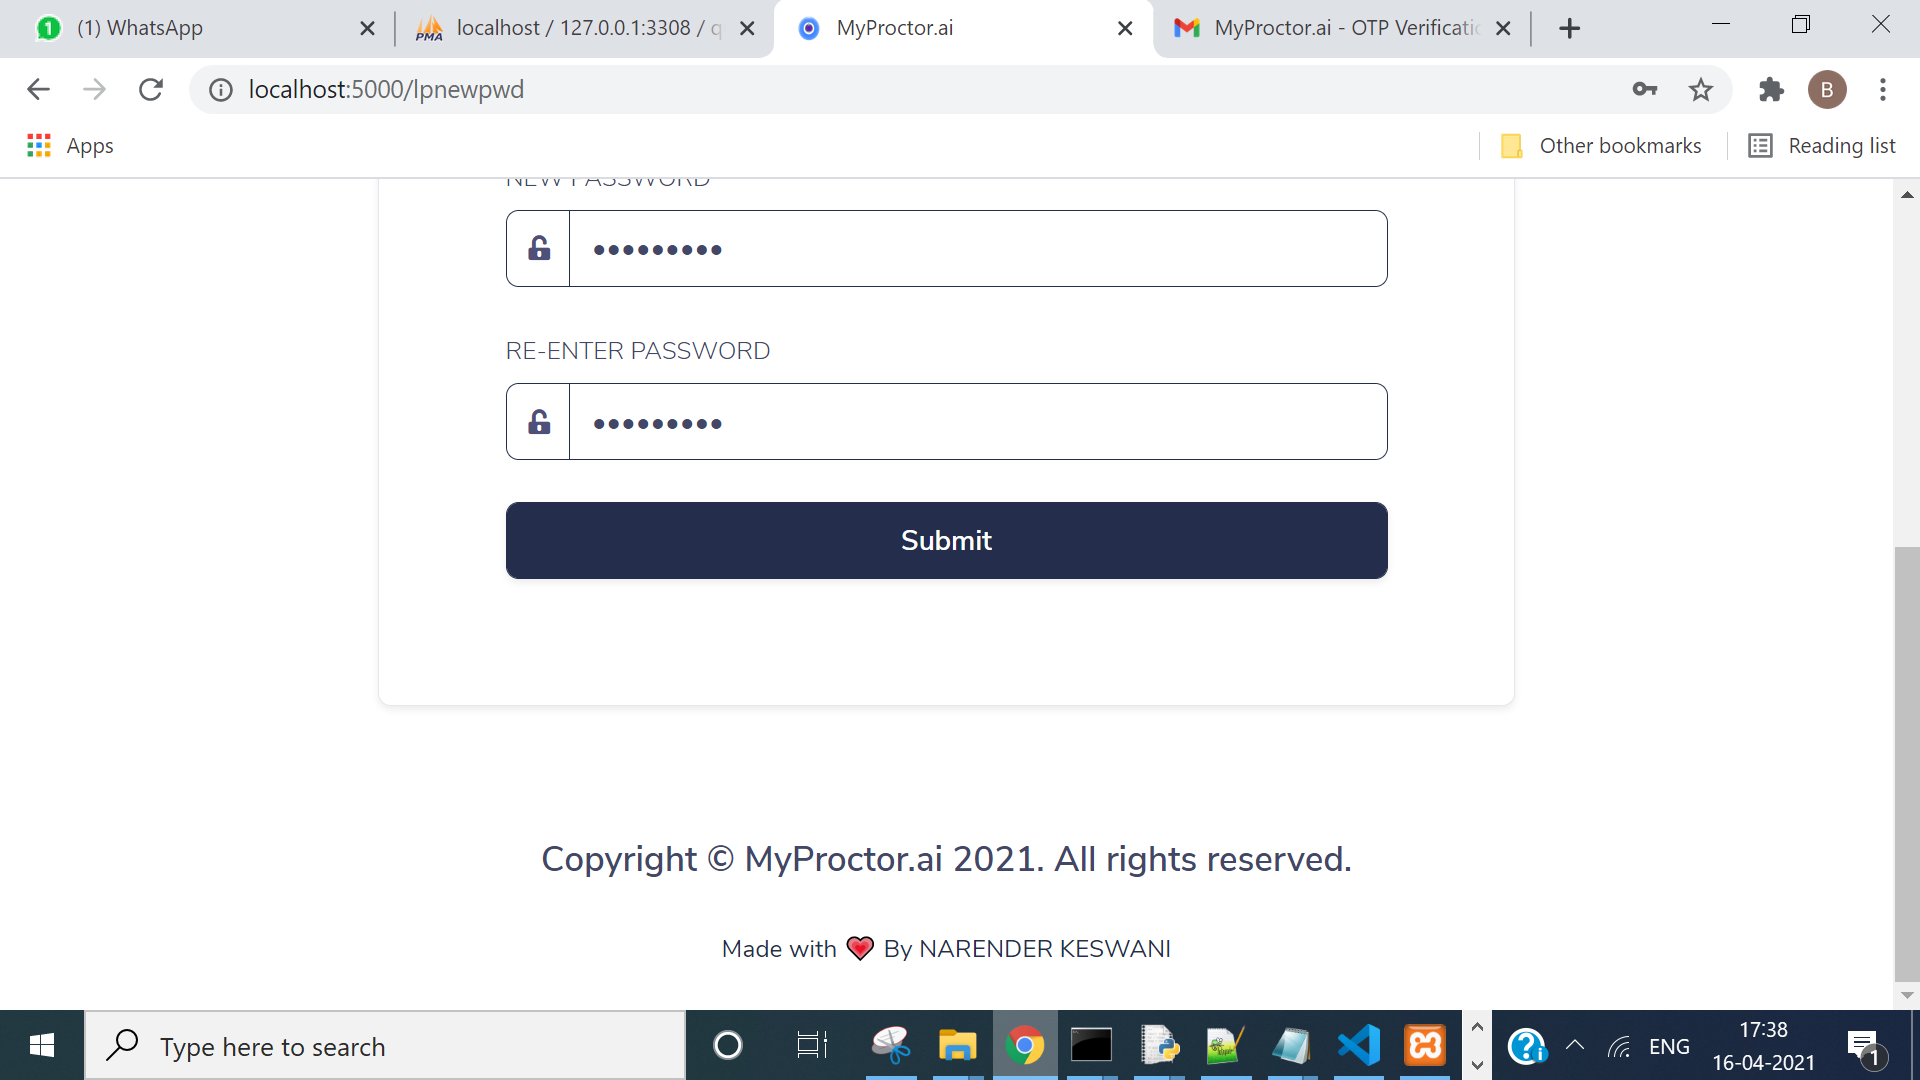 (1) WhatsApp
localhost / 127.0.0.1:3308 / q
MyProctor.ai
MyProctor.ai - OTP Verificatio
localhost:5000/lpnewpwd
B
Apps
Other bookmarks
Reading list
NEW PASSWORD
•••••••••
RE-ENTER PASSWORD
•••••••••
Submit
Copyright © MyProctor.ai 2021. All rights reserved.
Made with 💗 By NARENDER KESWANI
Type here to search
ENG
17:38
16-04-2021
1